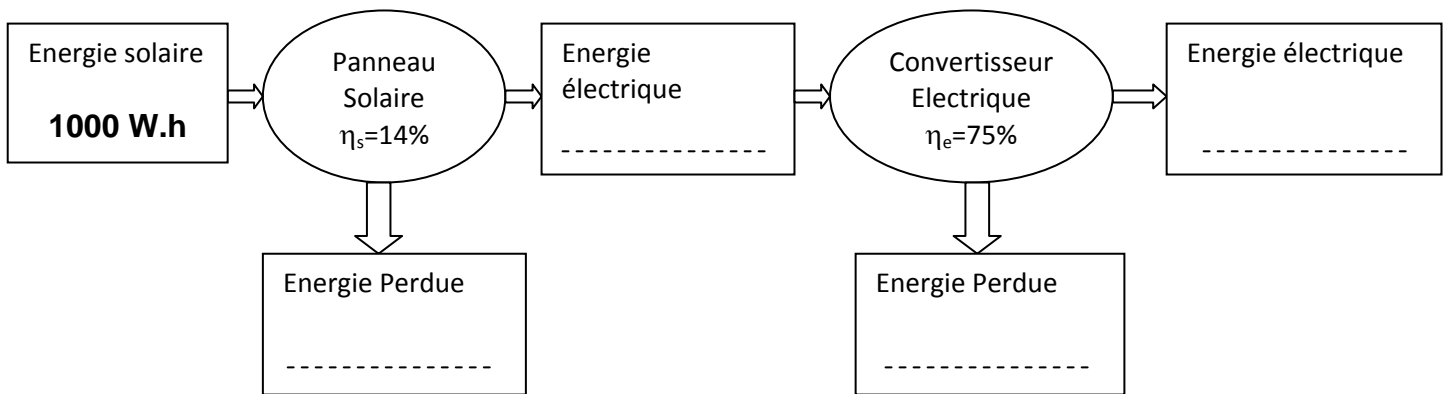 Energie solaire
1000 W.h
Panneau
Solaire
ηs=14%
Energie
électrique
---------------
Convertisseur
Electrique
ηe=75%
Energie électrique
---------------
Energie Perdue
---------------
Energie Perdue
---------------